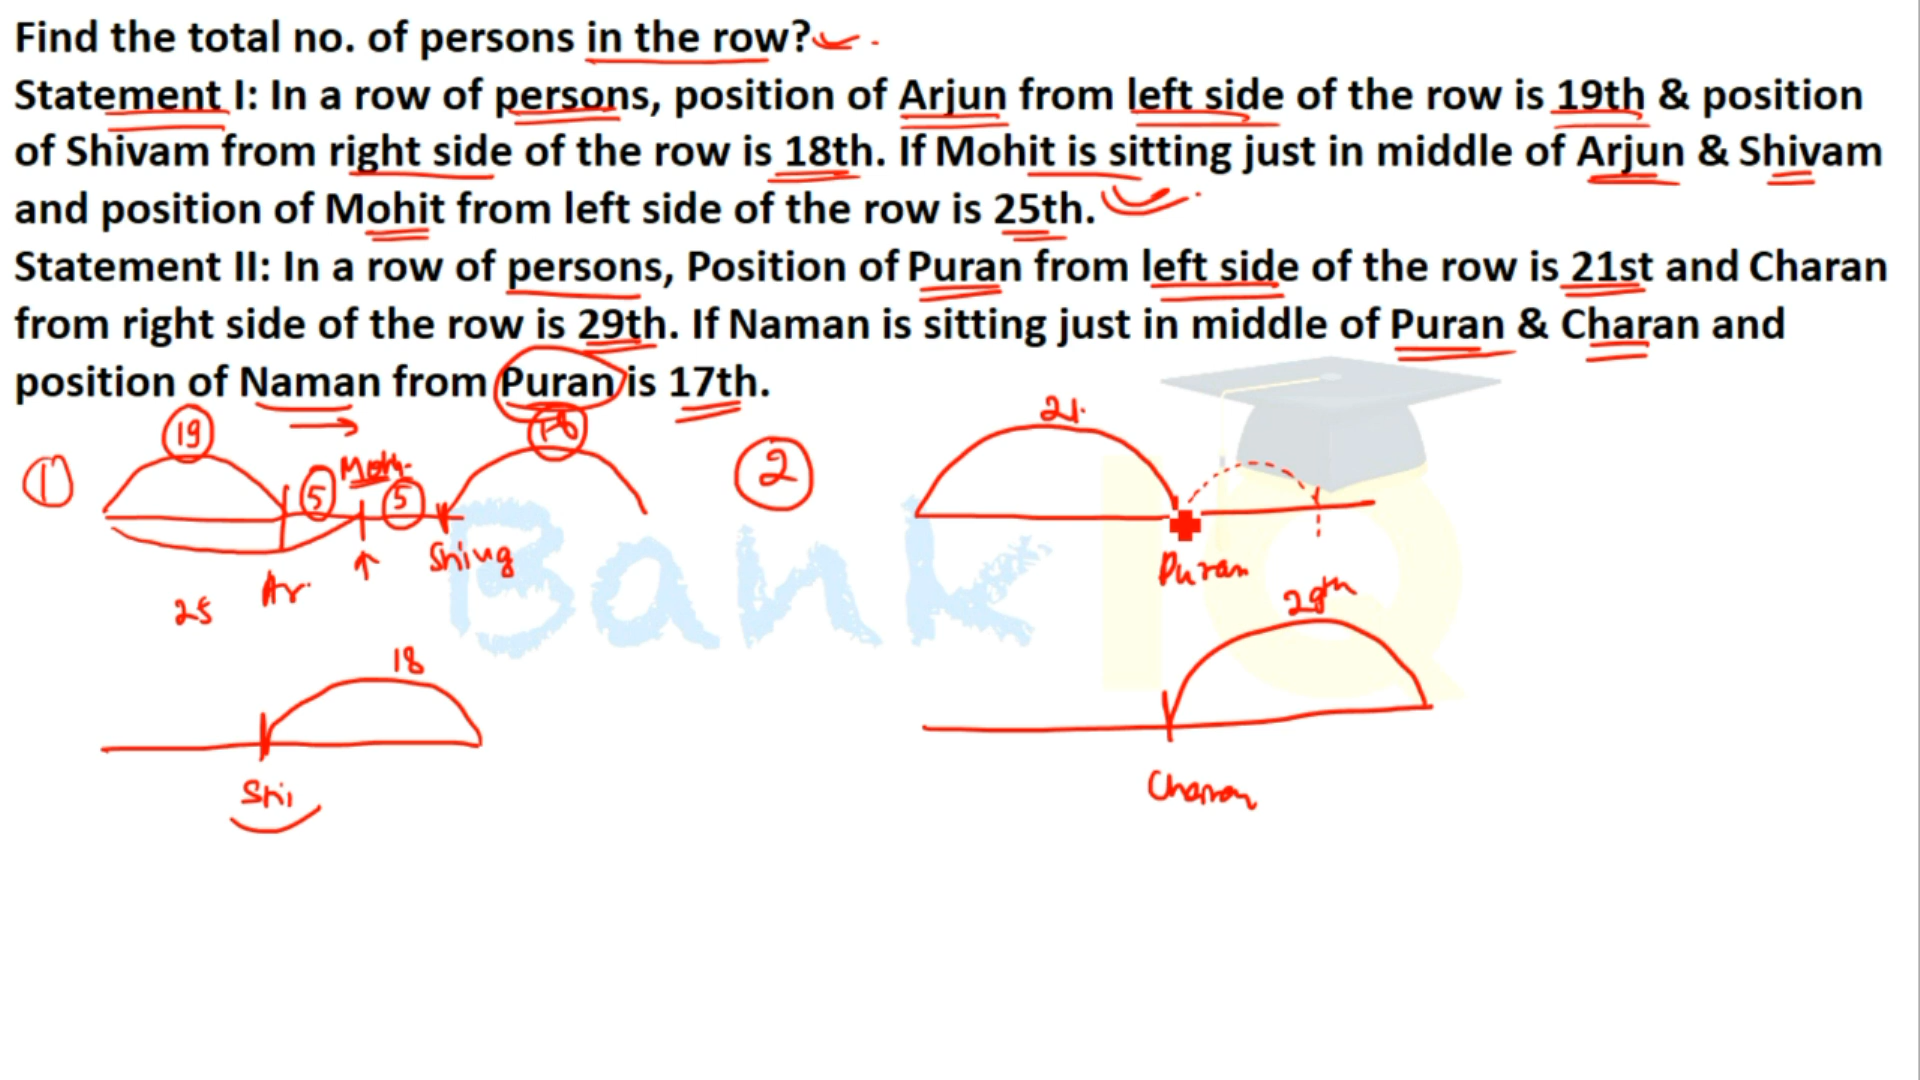 Find the total no. of persons in the row?
Statement I: In a row of persons, position of Arjun from left side of the row is 19th & position
of Shivam from right side of the row is 18th. If Mohit is sitting just in middle of Arjun & Shivam
and position of Mohit from left side of the row is 25th.
Statement II: In a row of persons, Position of Puran from left side of the row is 21st and Charan
from right side of the row is 29th. If Naman is sitting just in middle of Puran & Charan and
position of Naman from Puran is 17th.
21.
19 18
1 5 5 2
Bank IQ
Puran
Ar.
25
29th
18
Charan